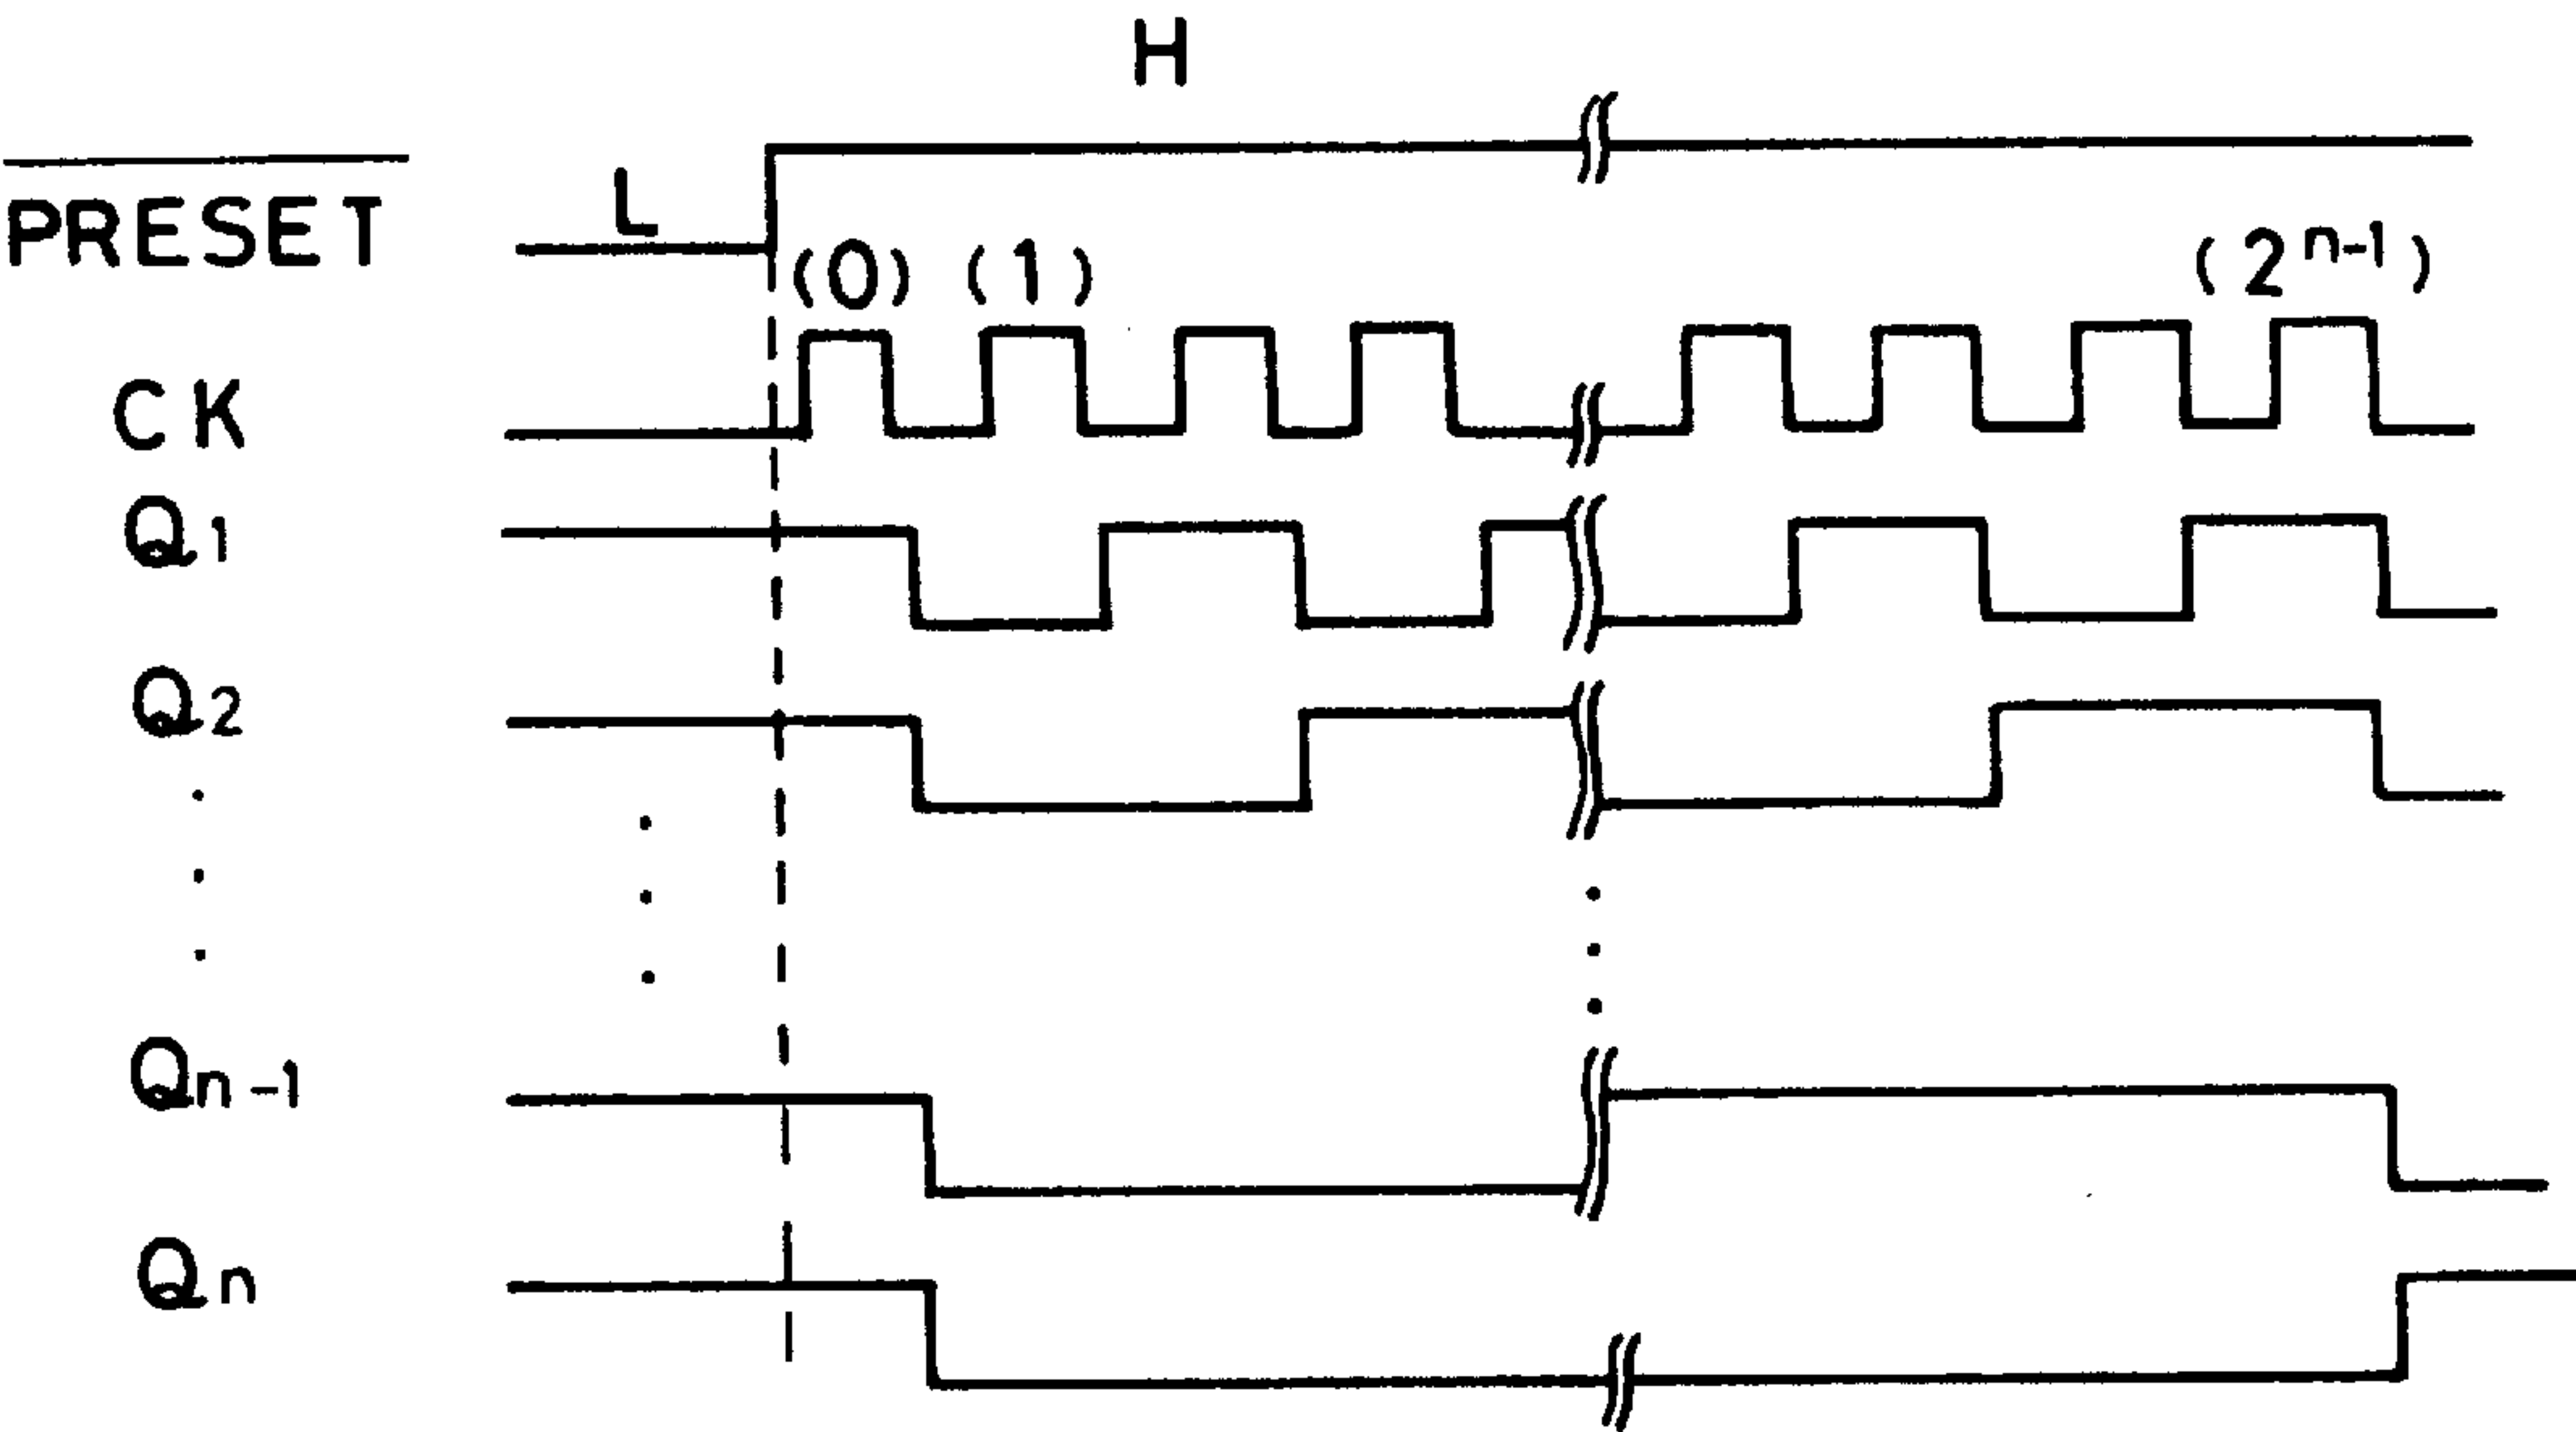 H
PRESET
L
(0) (1) (2ⁿ⁻¹)
CK
Q1
Q2
Qn-1
Qn